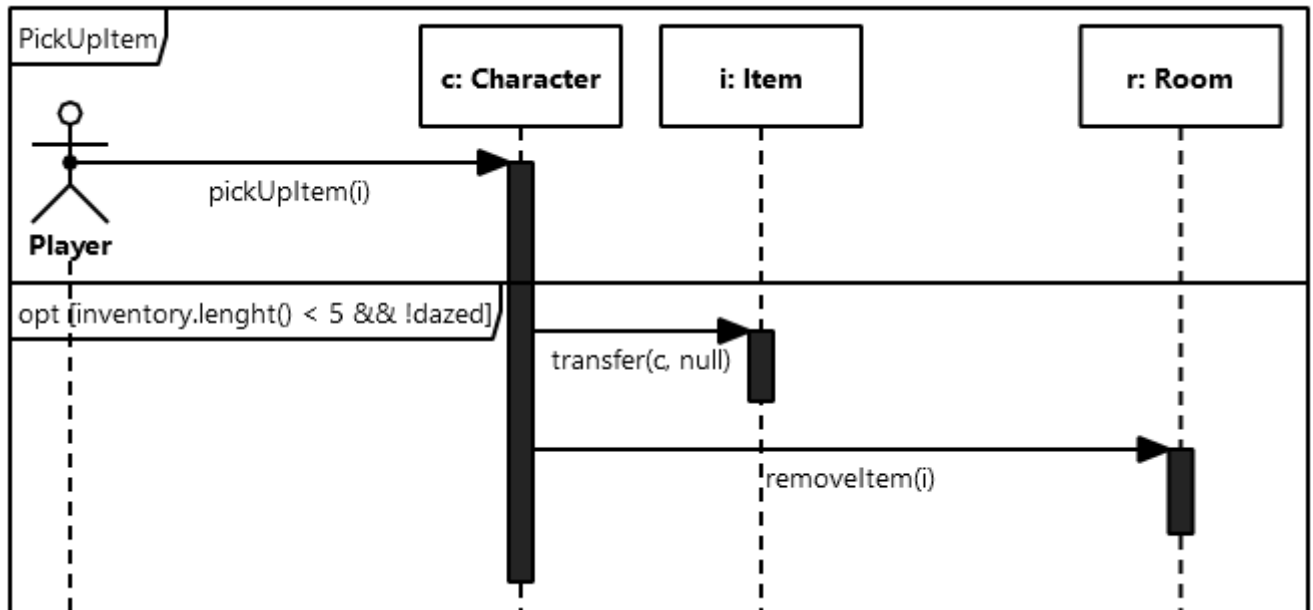 PickUpItem
c: Character
i: Item
r: Room
pickUpItem(i)
Player
opt [inventory.lenght() < 5 && !dazed]
transfer(c, null)
removeItem(i)